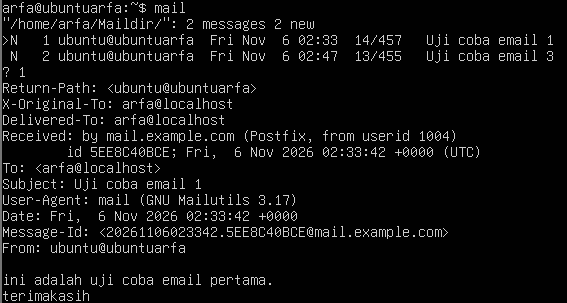 arfa@ubuntuarfa:~$ mail
"/home/arfa/Maildir/": 2 messages 2 new
>N   1 ubuntu@ubuntuarfa  Fri Nov  6 02:33  14/457   Uji coba email 1
 N   2 ubuntu@ubuntuarfa  Fri Nov  6 02:47  13/455   Uji coba email 3
? 1
Return-Path: <ubuntu@ubuntuarfa>
X-Original-To: arfa@localhost
Delivered-To: arfa@localhost
Received: by mail.example.com (Postfix, from userid 1004)
        id 5EE8C40BCE; Fri,  6 Nov 2026 02:33:42 +0000 (UTC)
To: <arfa@localhost>
Subject: Uji coba email 1
User-Agent: mail (GNU Mailutils 3.17)
Date: Fri,  6 Nov 2026 02:33:42 +0000
Message-Id: <20261106023342.5EE8C40BCE@mail.example.com>
From: ubuntu@ubuntuarfa

ini adalah uji coba email pertama.
terimakasih